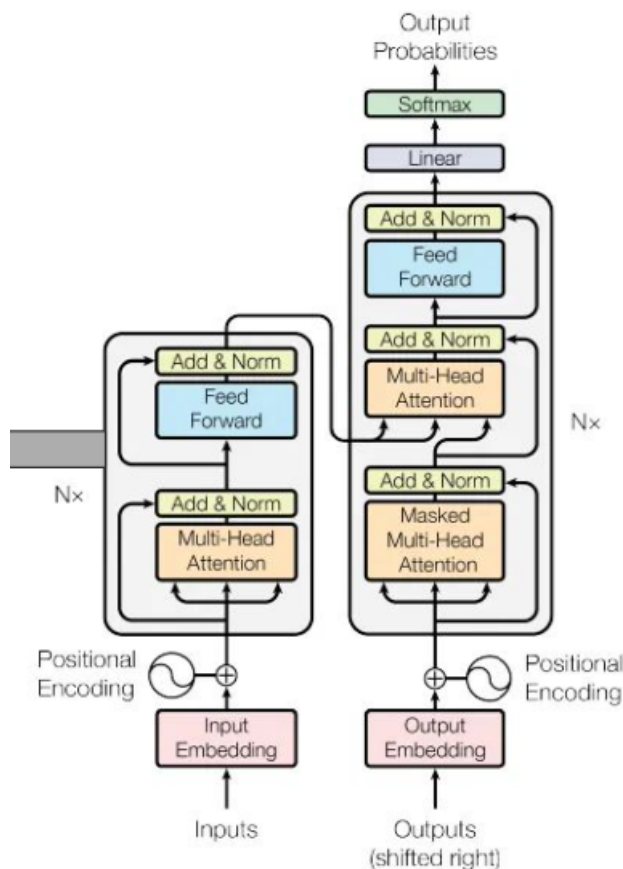 Output
Probabilities
Softmax
Linear
Add & Norm
Feed
Forward
Add & Norm
Multi-Head
Attention
Nx
Add & Norm
Masked
Multi-Head
Attention
Add & Norm
Feed
Forward
Nx
Add & Norm
Multi-Head
Attention
Positional
Encoding
Positional
Encoding
Input
Embedding
Output
Embedding
Inputs
Outputs
(shifted right)